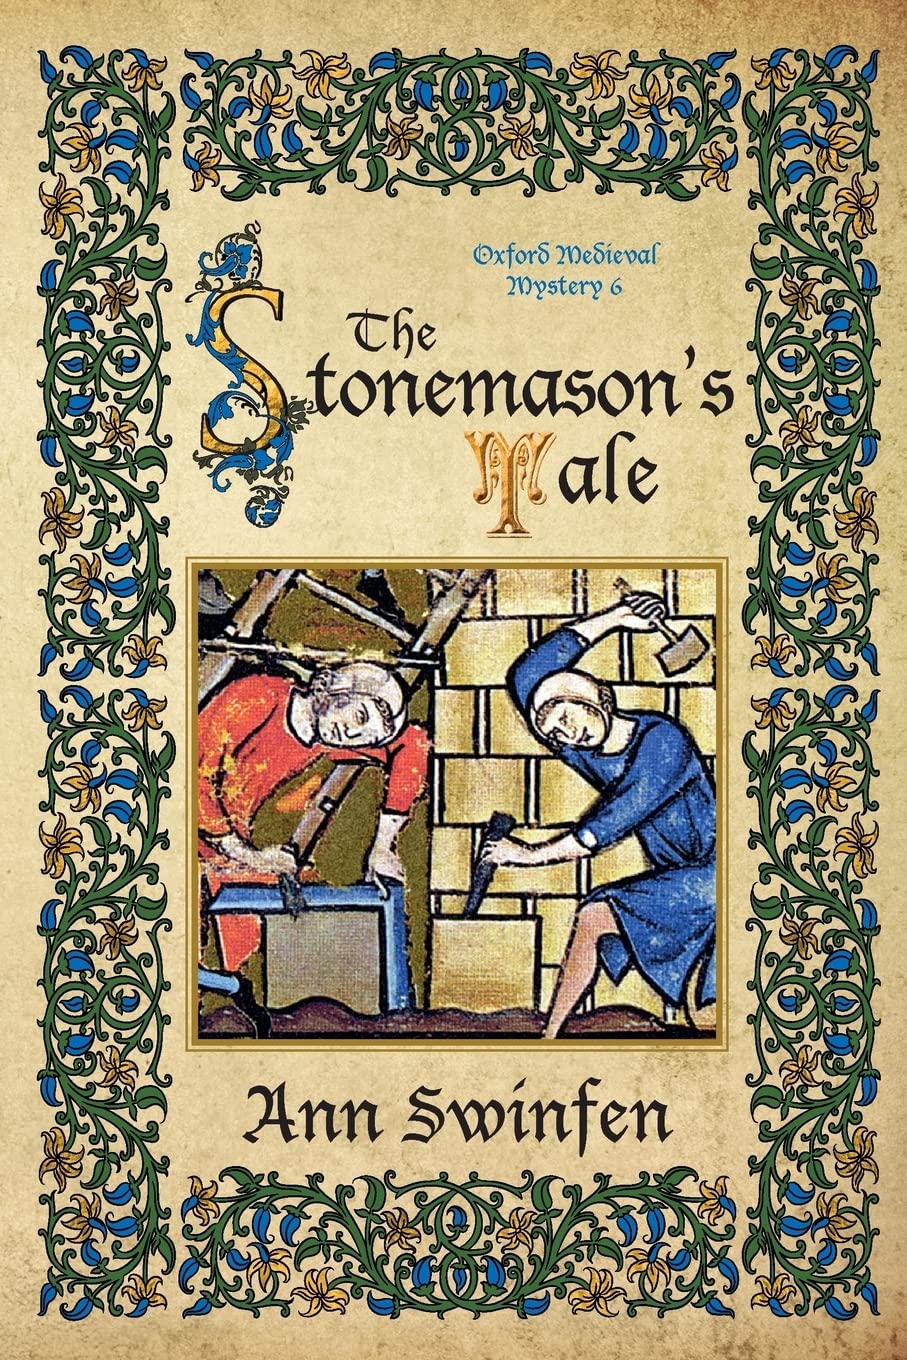 Oxford Medieval
Mystery 6
The
Stonemason's
Tale
Ann Swinfen